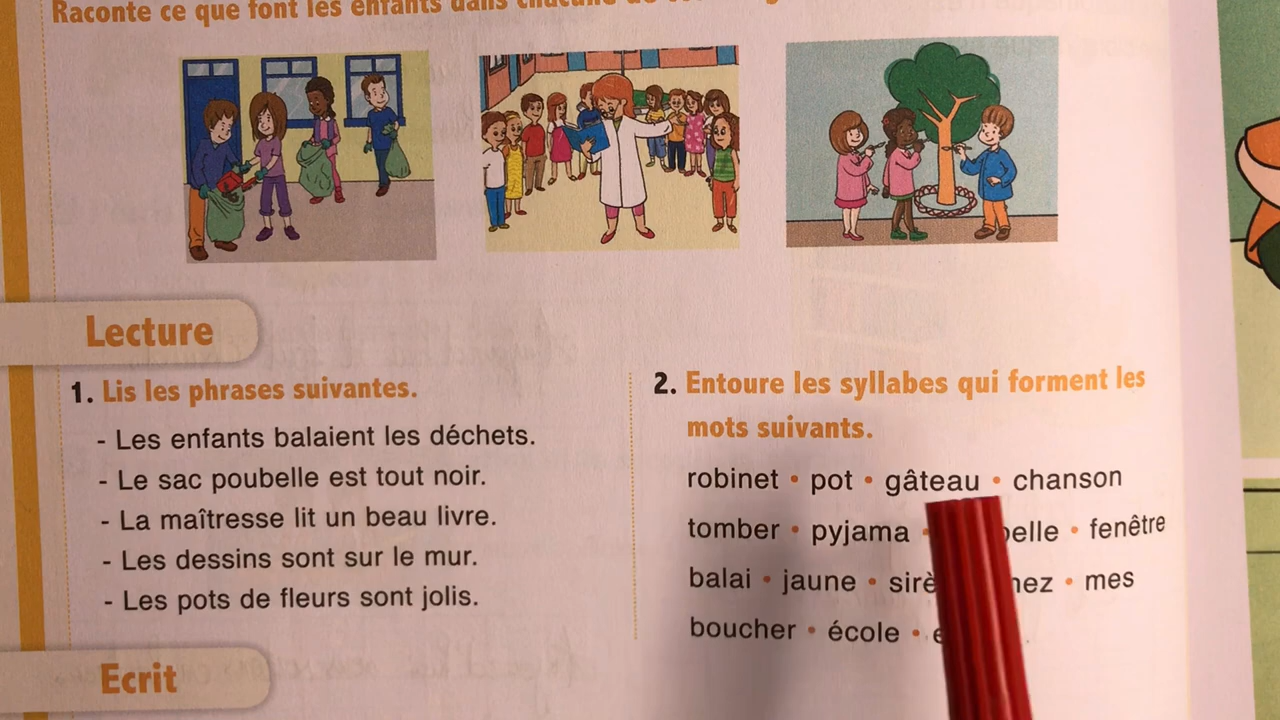 Raconte ce que font les enfants dans chacune de
Lecture
1. Lis les phrases suivantes.
- Les enfants balaient les déchets.
- Le sac poubelle est tout noir.
- La maîtresse lit un beau livre.
- Les dessins sont sur le mur.
- Les pots de fleurs sont jolis.
2. Entoure les syllabes qui forment les
mots suivants.
robinet • pot • gâteau • chanson
tomber • pyjama • belle • fenêtre
balai • jaune • sirè nez • mes
boucher • école •
Ecrit